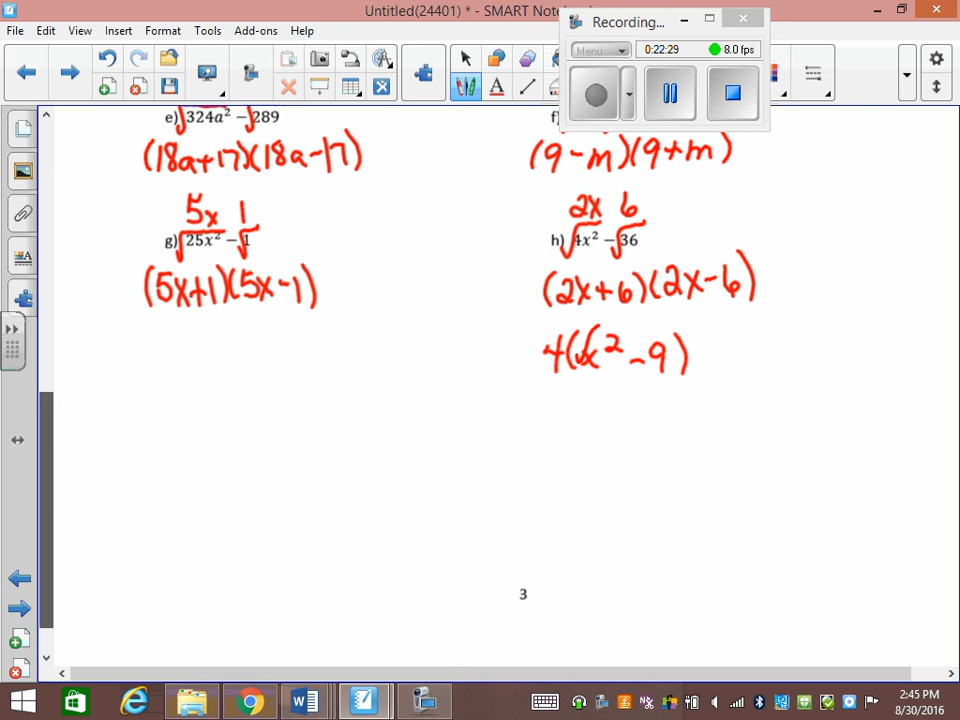 Untitled(24401) * - SMART Note
Recording...
File Edit View Insert Format Tools Add-ons Help
Menu
0:22:29
8.0 fps
e) √324a² − √289
f)
(18a+17)(18a-17)
(9-m)(9+m)
5x 1
2x 6
g) √25x² − √1
h) √4x² − √36
(5x+1)(5x-1)
(2x+6)(2x-6)
4(x² - 9)
3
2:45 PM
8/30/2016